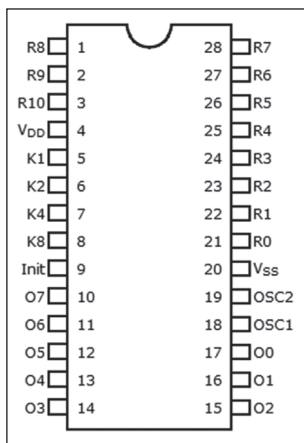 R8 1 28 R7
R9 2 27 R6
R10 3 26 R5
VDD 4 25 R4
K1 5 24 R3
K2 6 23 R2
K4 7 22 R1
K8 8 21 R0
Init 9 20 VSS
O7 10 19 OSC2
O6 11 18 OSC1
O5 12 17 O0
O4 13 16 O1
O3 14 15 O2